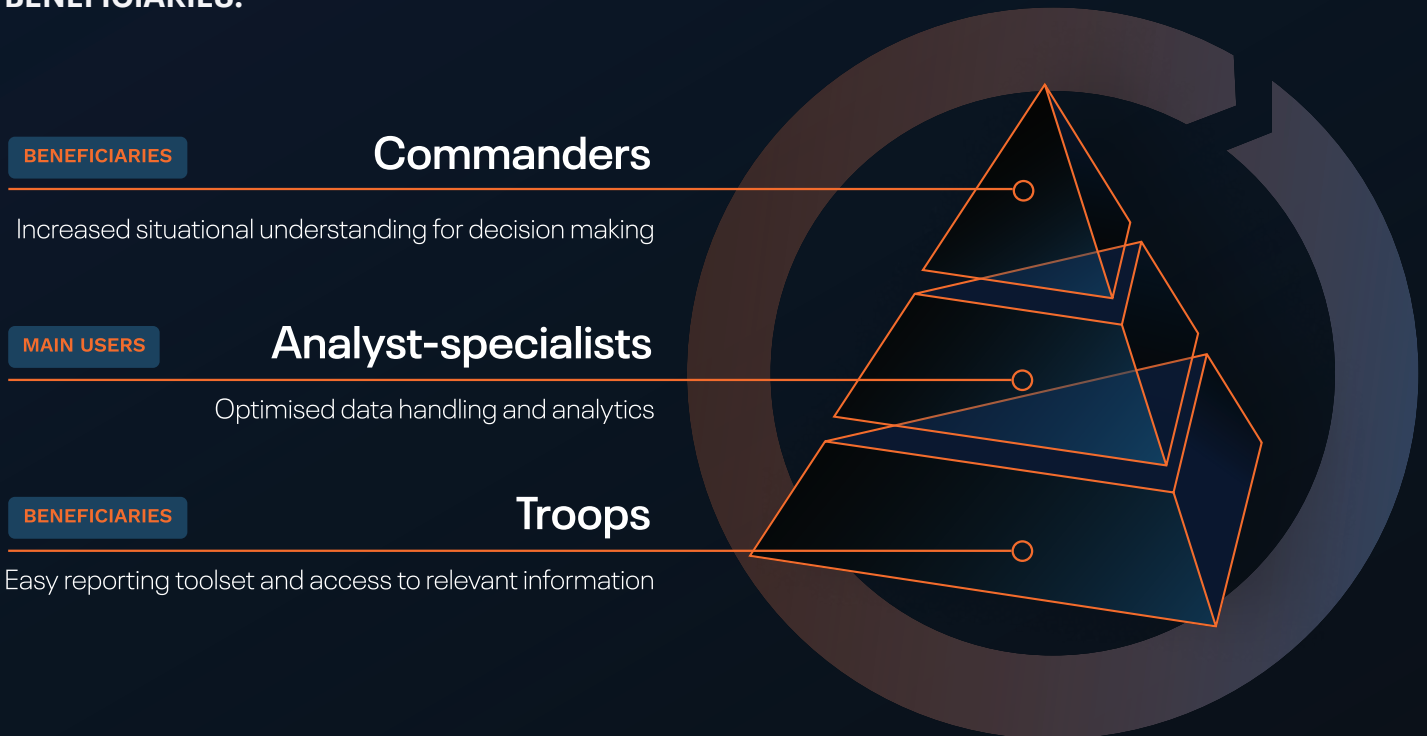 BENEFICIARIES:
BENEFICIARIES
Commanders
Increased situational understanding for decision making
MAIN USERS
Analyst-specialists
Optimised data handling and analytics
BENEFICIARIES
Troops
Easy reporting toolset and access to relevant information